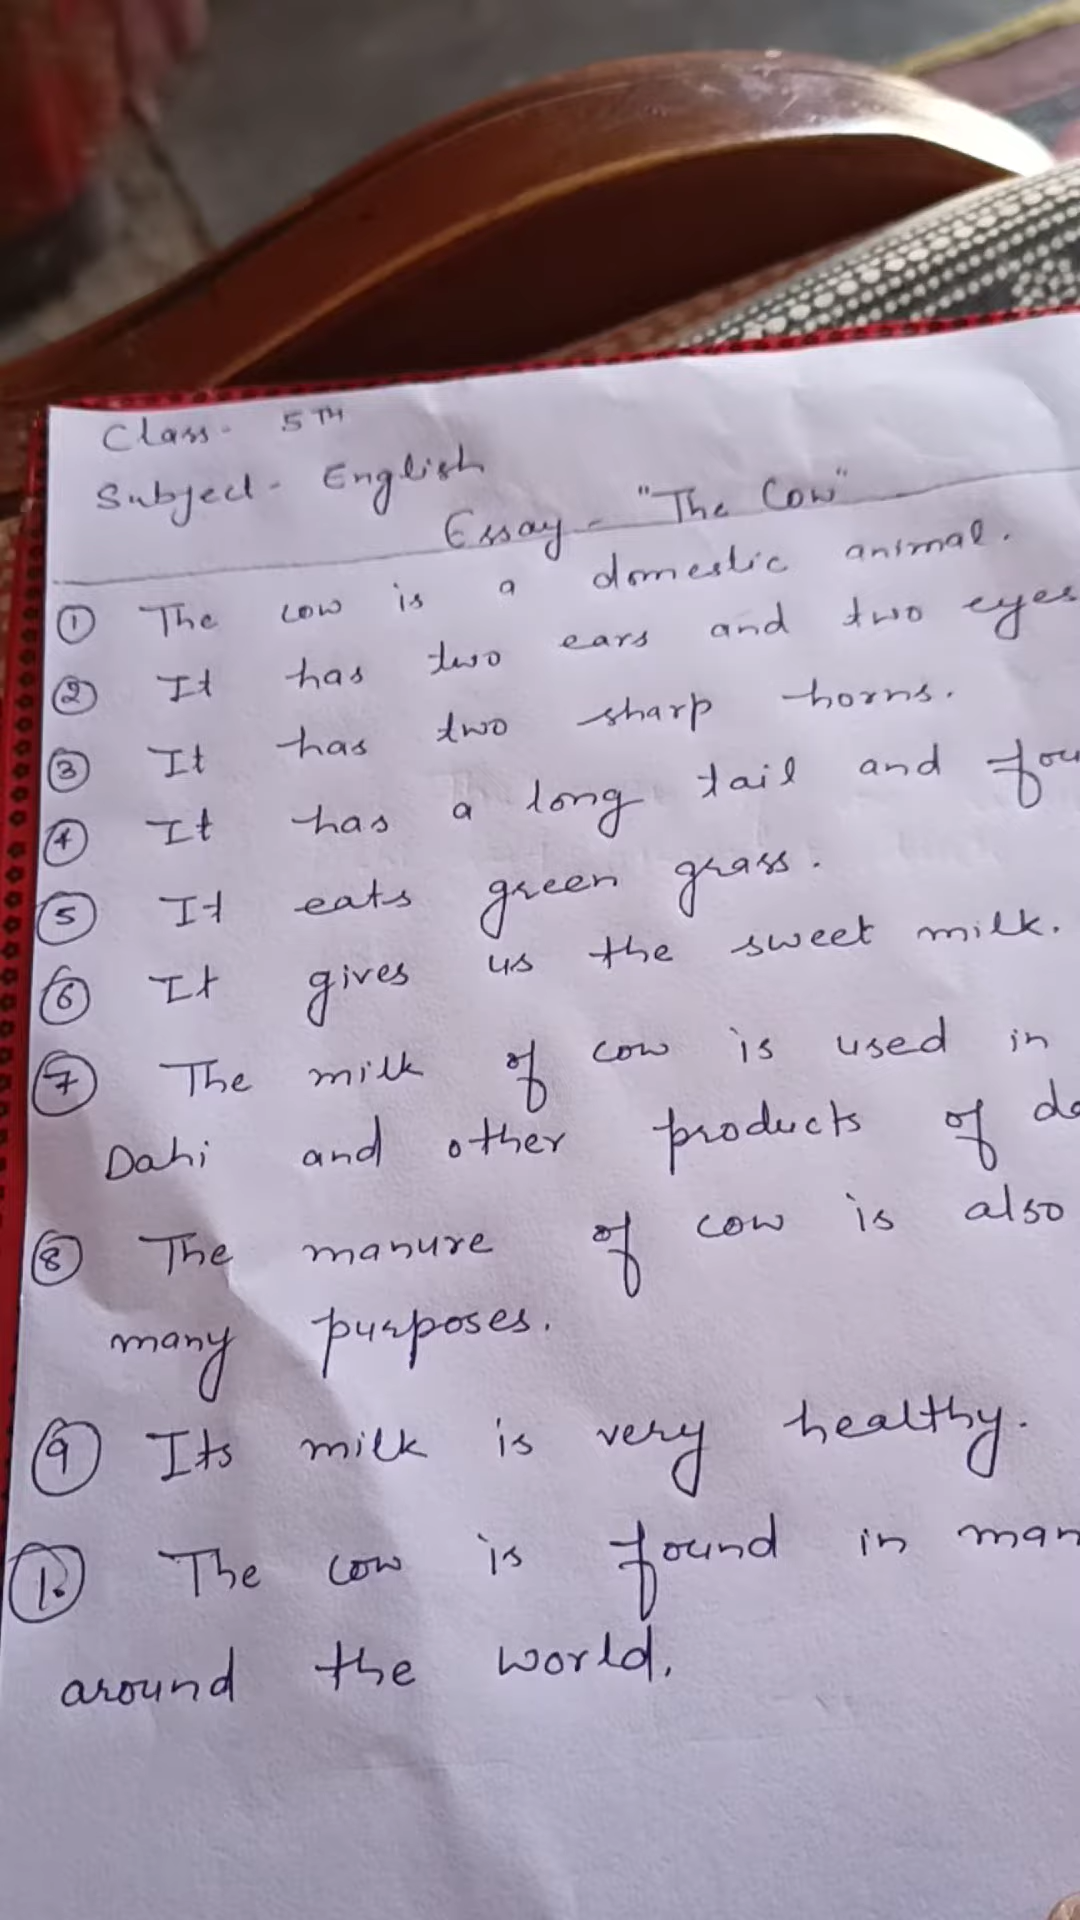 Class- 5TH
Subject- English
Essay - "The Cow"
① The cow is a domestic animal.
② It has two ears and two eyes
③ It has two sharp horns.
④ It has a long tail and fou
⑤ It eats green grass.
⑥ It gives us the sweet milk.
⑦ The milk of cow is used in
Dahi and other products of da
⑧ The manure of cow is also
many purposes.
⑨ Its milk is very healthy.
⑩ The cow is found in man
around the world.